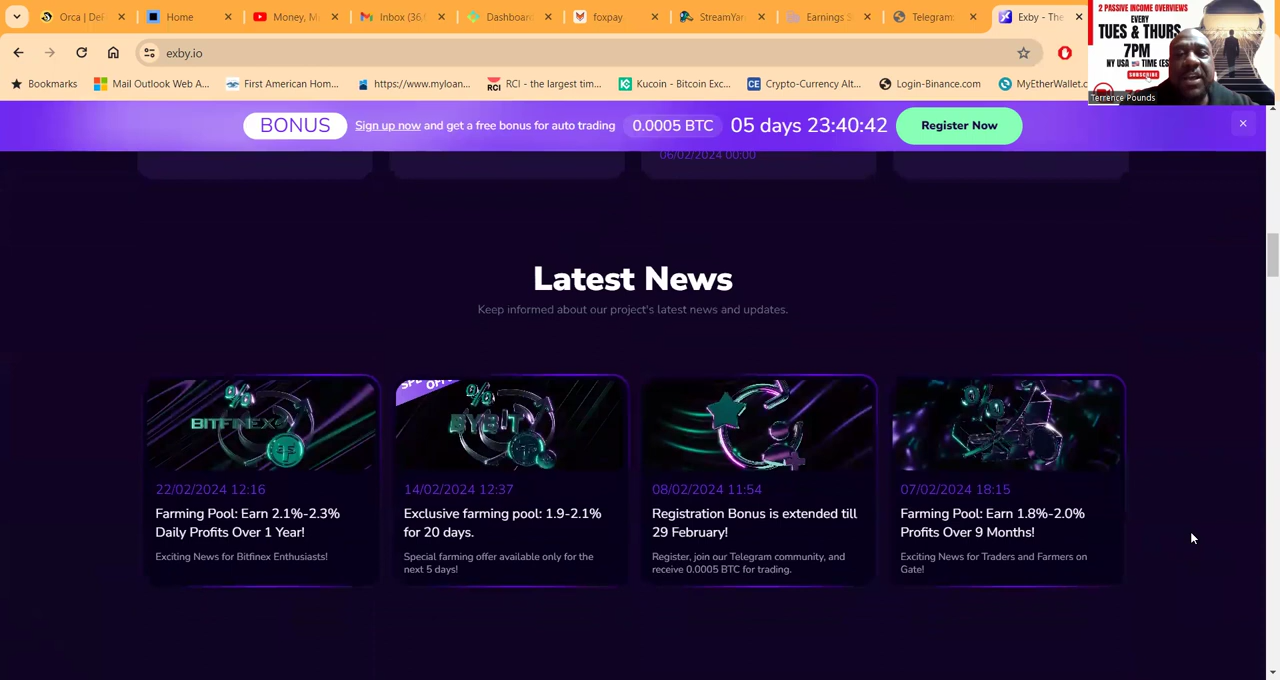 Orca | DeF
Home
Money, M
Inbox (36,
Dashboard
foxpay
StreamYar
Earnings S
Telegram:
Exby - The
exby.io
Bookmarks
Mail Outlook Web A...
First American Hom...
https://www.myloan...
RCI - the largest tim...
Kucoin - Bitcoin Exc...
Crypto-Currency Alt...
Login-Binance.com
MyEtherWallet.c
2 PASSIVE INCOME OVERVIEWS
EVERY
TUES & THURS
7PM
NY USA TIME (ES
SUBSCRIBE
Terrence Pounds
BONUS
Sign up now and get a free bonus for auto trading
0.0005 BTC
05 days 23:40:42
Register Now
06/02/2024 00:00
Latest News
Keep informed about our project's latest news and updates.
BITFINEX
22/02/2024 12:16
Farming Pool: Earn 2.1%-2.3%
Daily Profits Over 1 Year!
Exciting News for Bitfinex Enthusiasts!
BYBIT
14/02/2024 12:37
Exclusive farming pool: 1.9-2.1%
for 20 days.
Special farming offer available only for the
next 5 days!
08/02/2024 11:54
Registration Bonus is extended till
29 February!
Register, join our Telegram community, and
receive 0.0005 BTC for trading.
07/02/2024 18:15
Farming Pool: Earn 1.8%-2.0%
Profits Over 9 Months!
Exciting News for Traders and Farmers on
Gate!